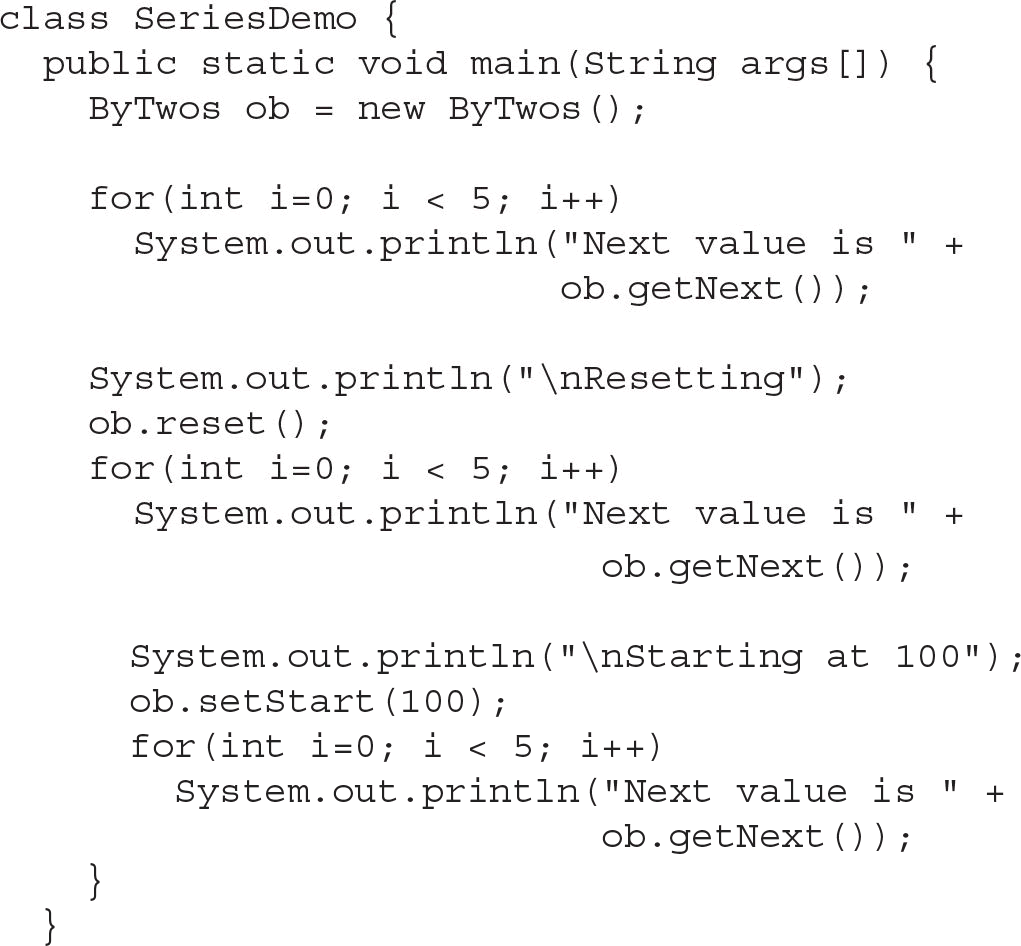 class SeriesDemo {
  public static void main(String args[]) {
    ByTwos ob = new ByTwos();

    for(int i=0; i < 5; i++)
      System.out.println("Next value is " +
                         ob.getNext());

    System.out.println("\nResetting");
    ob.reset();
    for(int i=0; i < 5; i++)
      System.out.println("Next value is " +
                           ob.getNext());

      System.out.println("\nStarting at 100");
      ob.setStart(100);
      for(int i=0; i < 5; i++)
        System.out.println("Next value is " +
                           ob.getNext());
    }
  }